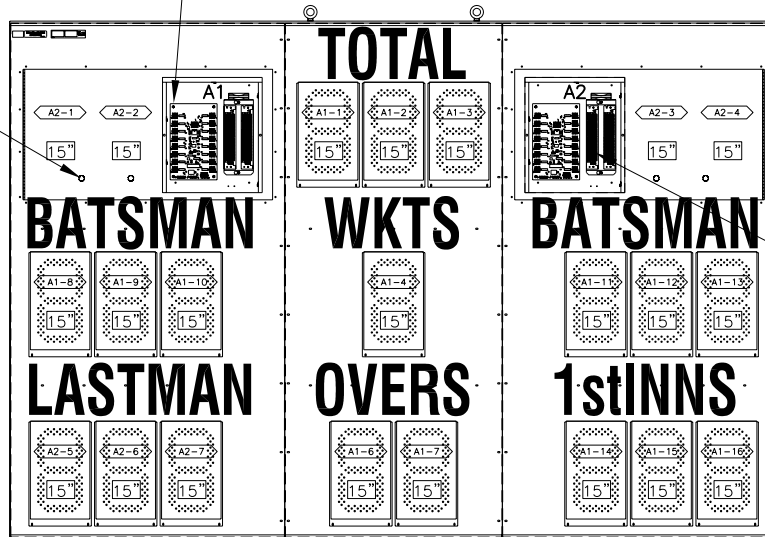 TOTAL
A1
A2
A2-1 A2-2
A1-1 A1-2 A1-3
A2-3 A2-4
15" 15"
15" 15" 15"
15" 15"
BATSMAN WKTS BATSMAN
A1-8 A1-9 A1-10 A1-4 A1-11 A1-12 A1-13
15" 15" 15" 15" 15" 15" 15"
LASTMAN OVERS 1stINNS
A2-5 A2-6 A2-7 A1-6 A1-7 A1-14 A1-15 A1-16
15" 15" 15" 15" 15" 15" 15" 15"